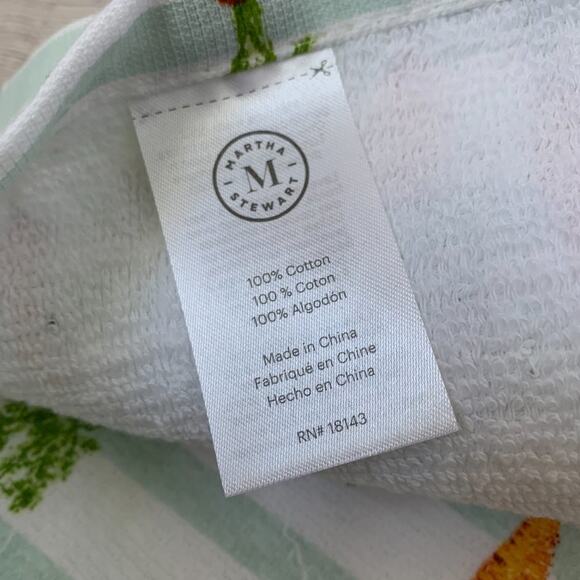 MARTHA
M
STEWART
100% Cotton
100 % Coton
100% Algodón
Made in China
Fabriqué en Chine
Hecho en China
RN# 18143